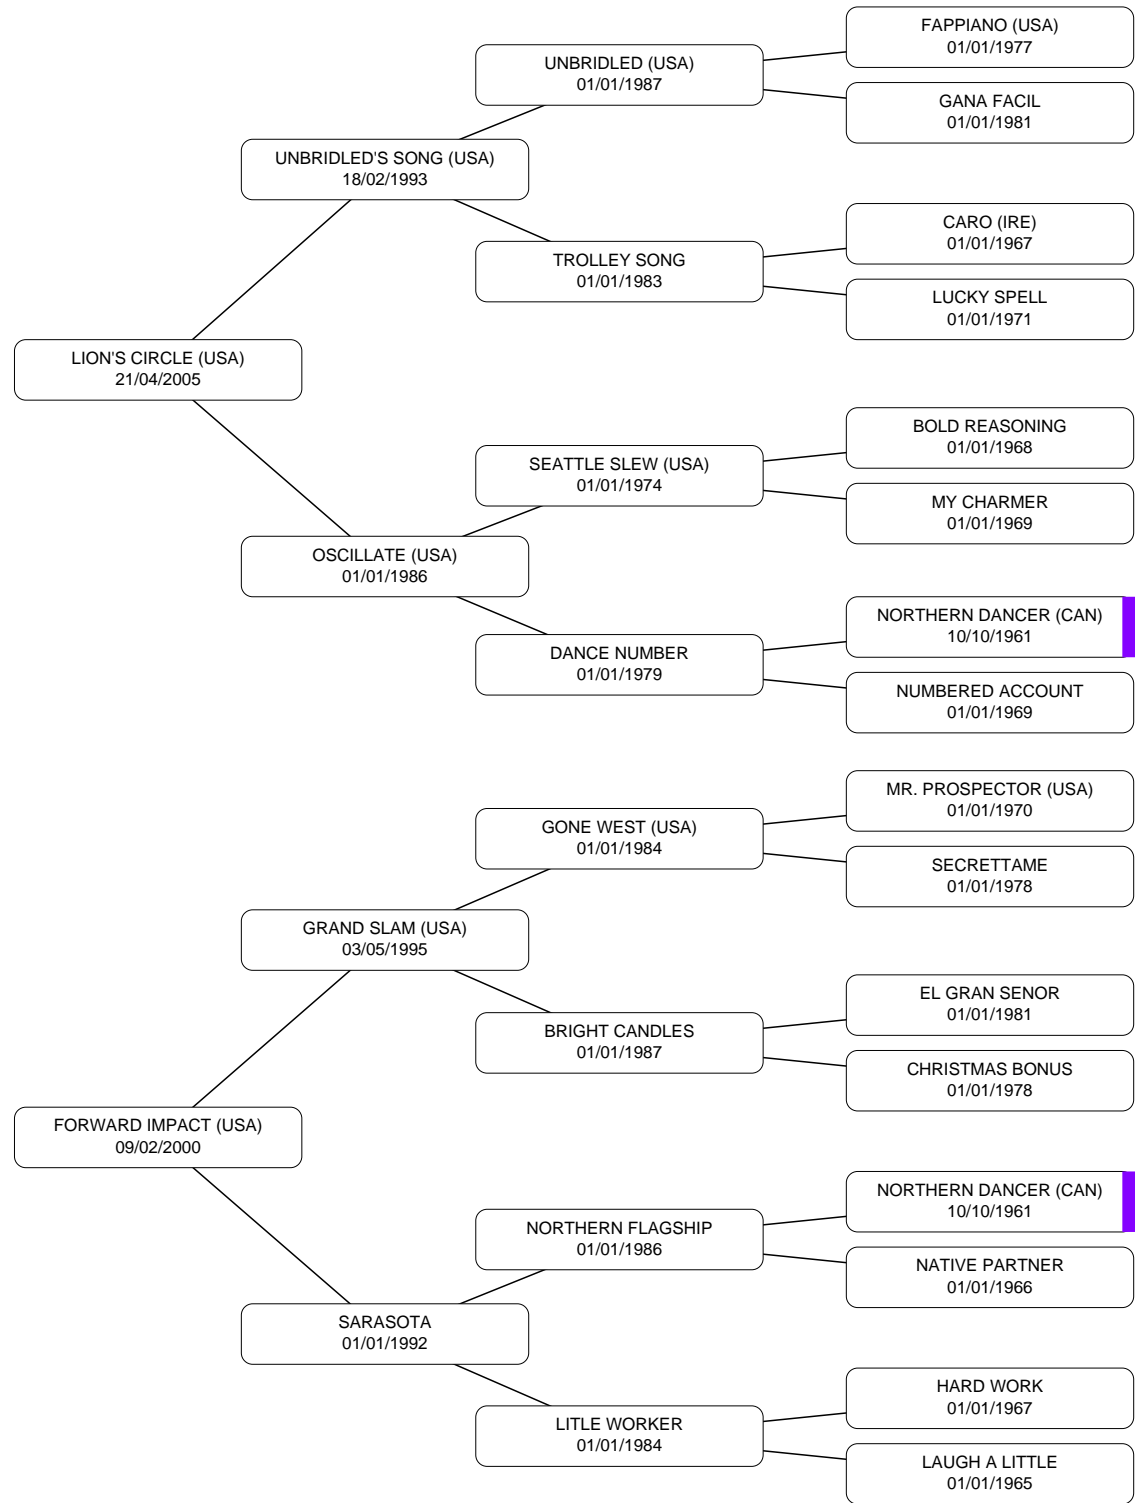 FAPPIANO (USA)
01/01/1977
UNBRIDLED (USA)
01/01/1987
GANA FACIL
01/01/1981
UNBRIDLED'S SONG (USA)
18/02/1993
CARO (IRE)
01/01/1967
TROLLEY SONG
01/01/1983
LUCKY SPELL
01/01/1971
LION'S CIRCLE (USA)
21/04/2005
BOLD REASONING
01/01/1968
SEATTLE SLEW (USA)
01/01/1974
MY CHARMER
01/01/1969
OSCILLATE (USA)
01/01/1986
NORTHERN DANCER (CAN)
10/10/1961
DANCE NUMBER
01/01/1979
NUMBERED ACCOUNT
01/01/1969
MR. PROSPECTOR (USA)
01/01/1970
GONE WEST (USA)
01/01/1984
SECRETTAME
01/01/1978
GRAND SLAM (USA)
03/05/1995
EL GRAN SENOR
01/01/1981
BRIGHT CANDLES
01/01/1987
CHRISTMAS BONUS
01/01/1978
FORWARD IMPACT (USA)
09/02/2000
NORTHERN DANCER (CAN)
10/10/1961
NORTHERN FLAGSHIP
01/01/1986
NATIVE PARTNER
01/01/1966
SARASOTA
01/01/1992
HARD WORK
01/01/1967
LITLE WORKER
01/01/1984
LAUGH A LITTLE
01/01/1965